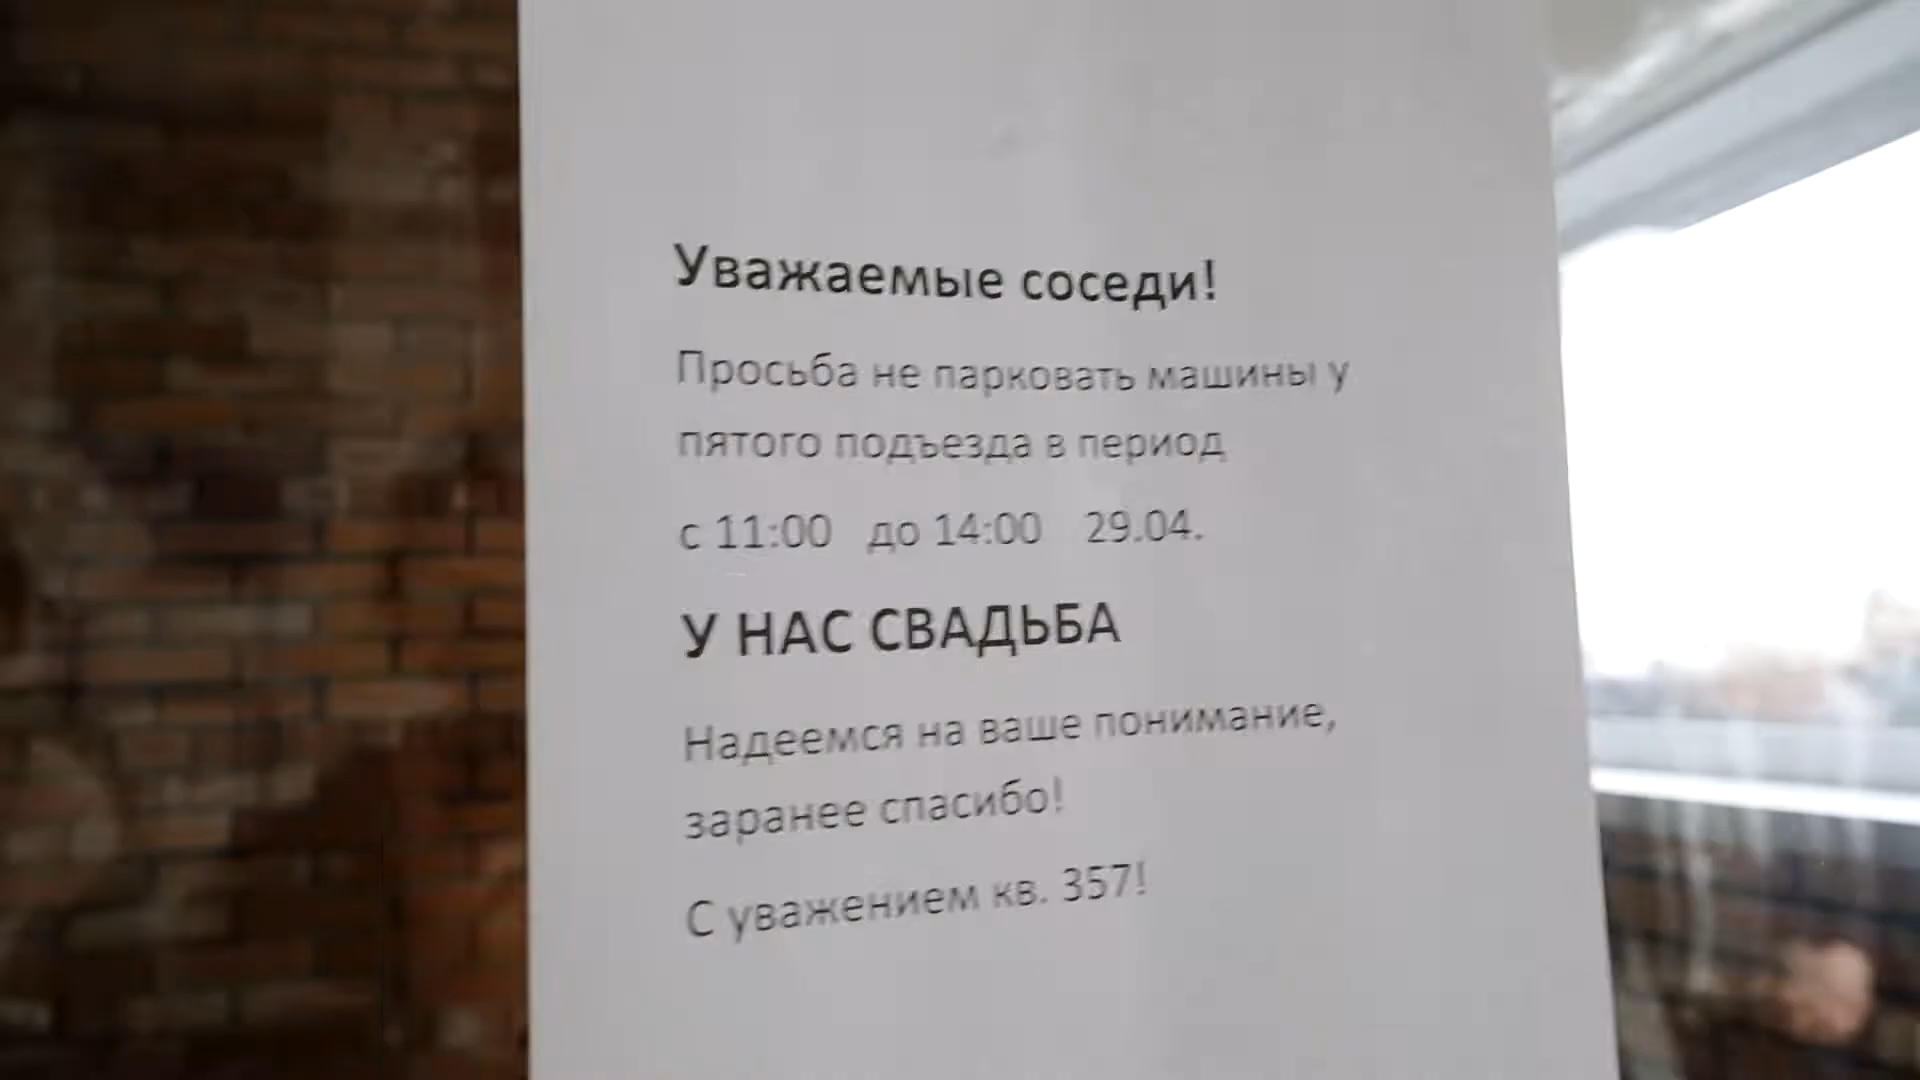 Уважаемые соседи!
Просьба не парковать машины у
пятого подъезда в период
с 11:00 до 14:00 29.04.
У НАС СВАДЬБА
Надеемся на ваше понимание,
заранее спасибо!
С уважением кв. 357!